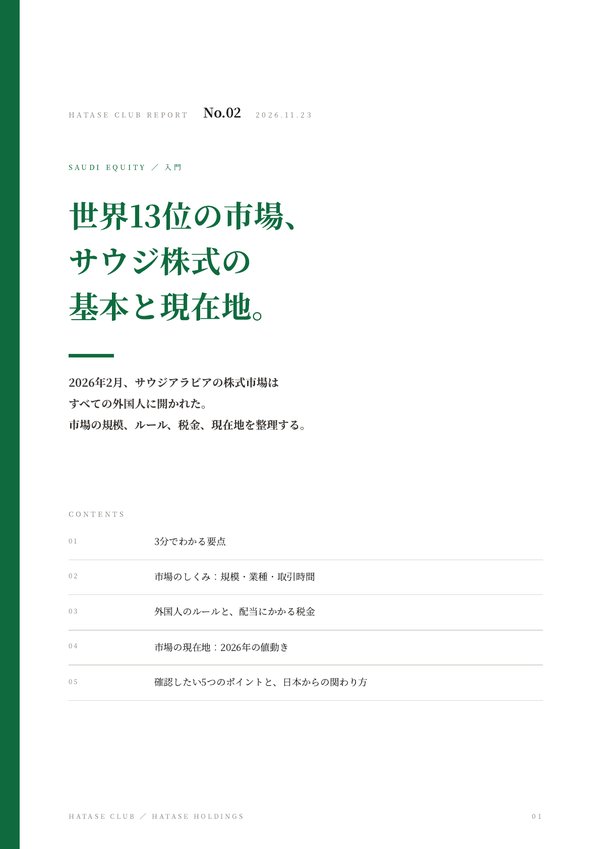 HATASE CLUB REPORT No.02 2026.11.23
SAUDI EQUITY ／ 入門
世界13位の市場、
サウジ株式の
基本と現在地。
2026年2月、サウジアラビアの株式市場は
すべての外国人に開かれた。
市場の規模、ルール、税金、現在地を整理する。
CONTENTS
01 3分でわかる要点
02 市場のしくみ：規模・業種・取引時間
03 外国人のルールと、配当にかかる税金
04 市場の現在地：2026年の値動き
05 確認したい5つのポイントと、日本からの関わり方
HATASE CLUB ／ HATASE HOLDINGS 01